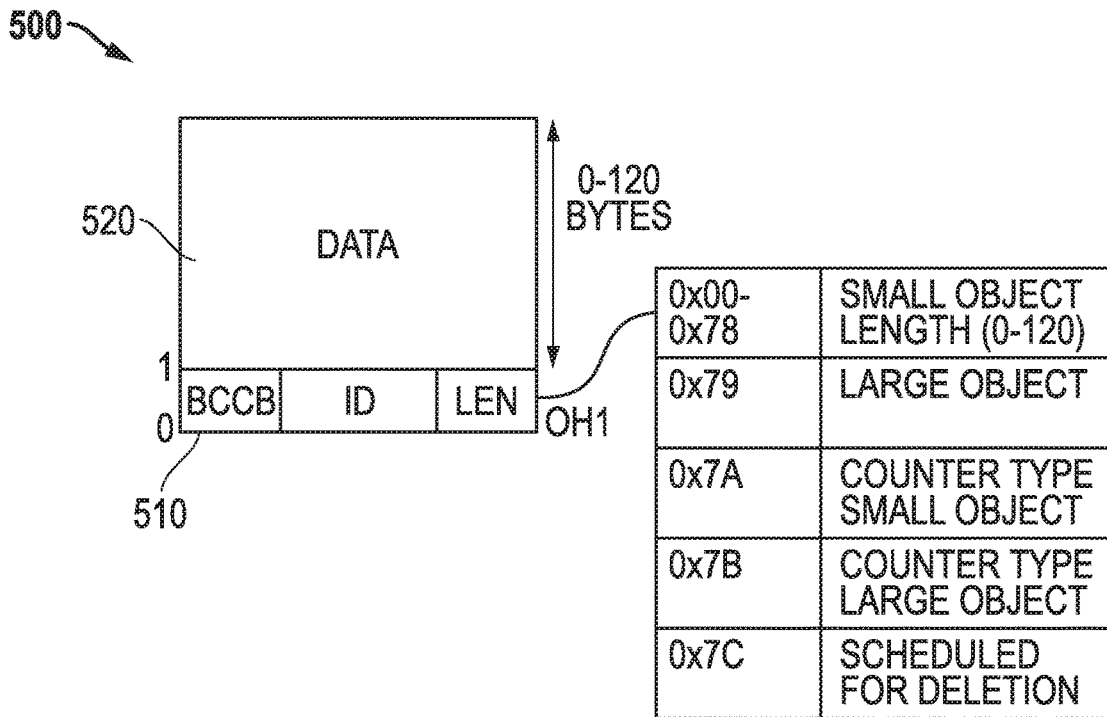 500
0-120
BYTES
520
DATA
1
BCCB ID LEN
0
OH1
510
0x00-
0x78
SMALL OBJECT
LENGTH (0-120)
0x79
LARGE OBJECT
0x7A
COUNTER TYPE
SMALL OBJECT
0x7B
COUNTER TYPE
LARGE OBJECT
0x7C
SCHEDULED
FOR DELETION